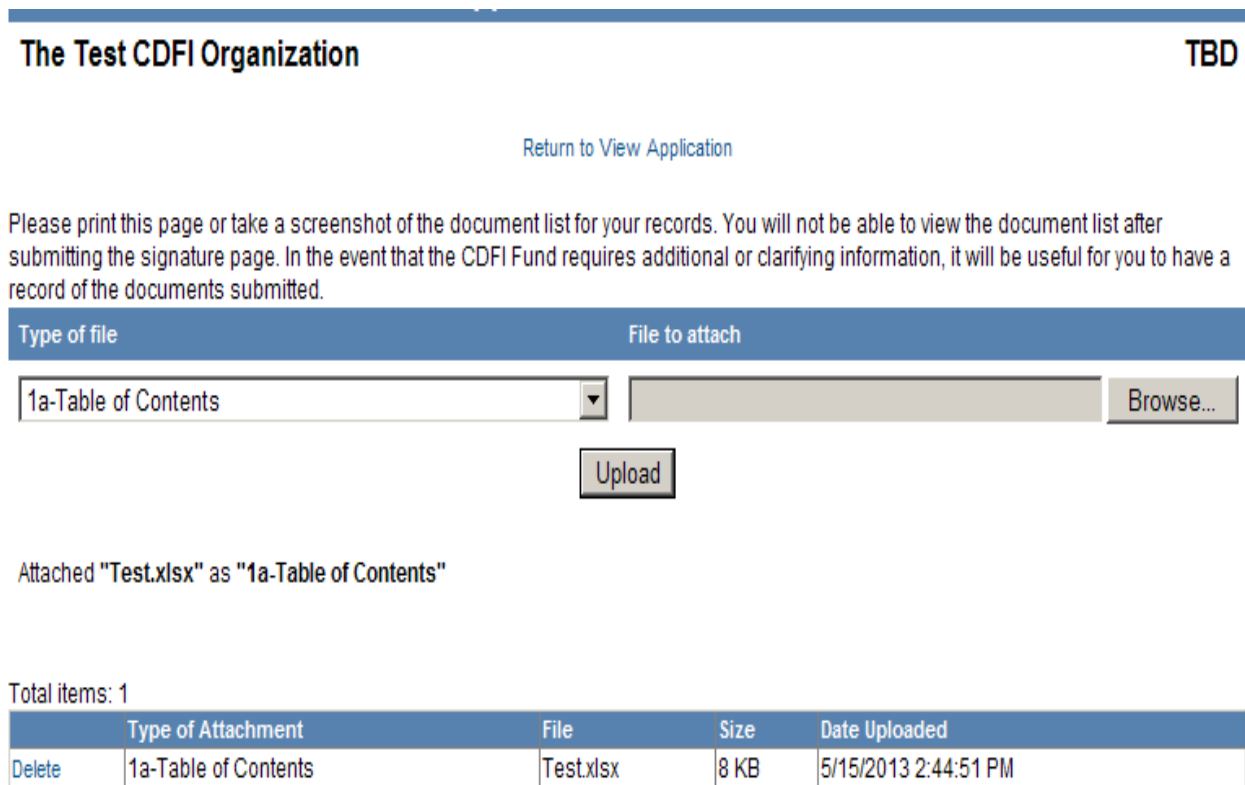 The Test CDFI Organization TBD
Return to View Application
Please print this page or take a screenshot of the document list for your records. You will not be able to view the document list after
submitting the signature page. In the event that the CDFI Fund requires additional or clarifying information, it will be useful for you to have a
record of the documents submitted.
Type of file File to attach
1a-Table of Contents Browse...
Upload
Attached "Test.xlsx" as "1a-Table of Contents"
Total items: 1
Type of Attachment File Size Date Uploaded
Delete 1a-Table of Contents Test.xlsx 8 KB 5/15/2013 2:44:51 PM